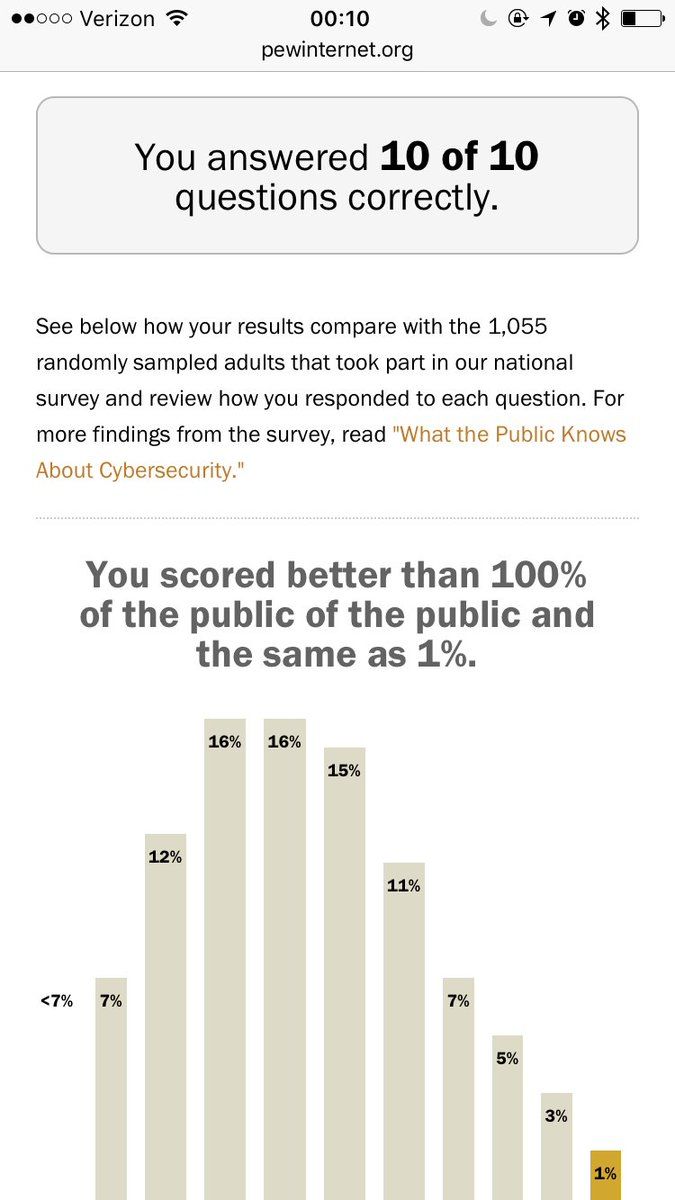 Verizon 00:10
pewinternet.org
You answered 10 of 10
questions correctly.
See below how your results compare with the 1,055
randomly sampled adults that took part in our national
survey and review how you responded to each question. For
more findings from the survey, read "What the Public Knows
About Cybersecurity."
You scored better than 100%
of the public of the public and
the same as 1%.
16% 16%
15%
12%
11%
<7% 7% 7%
5%
3%
1%